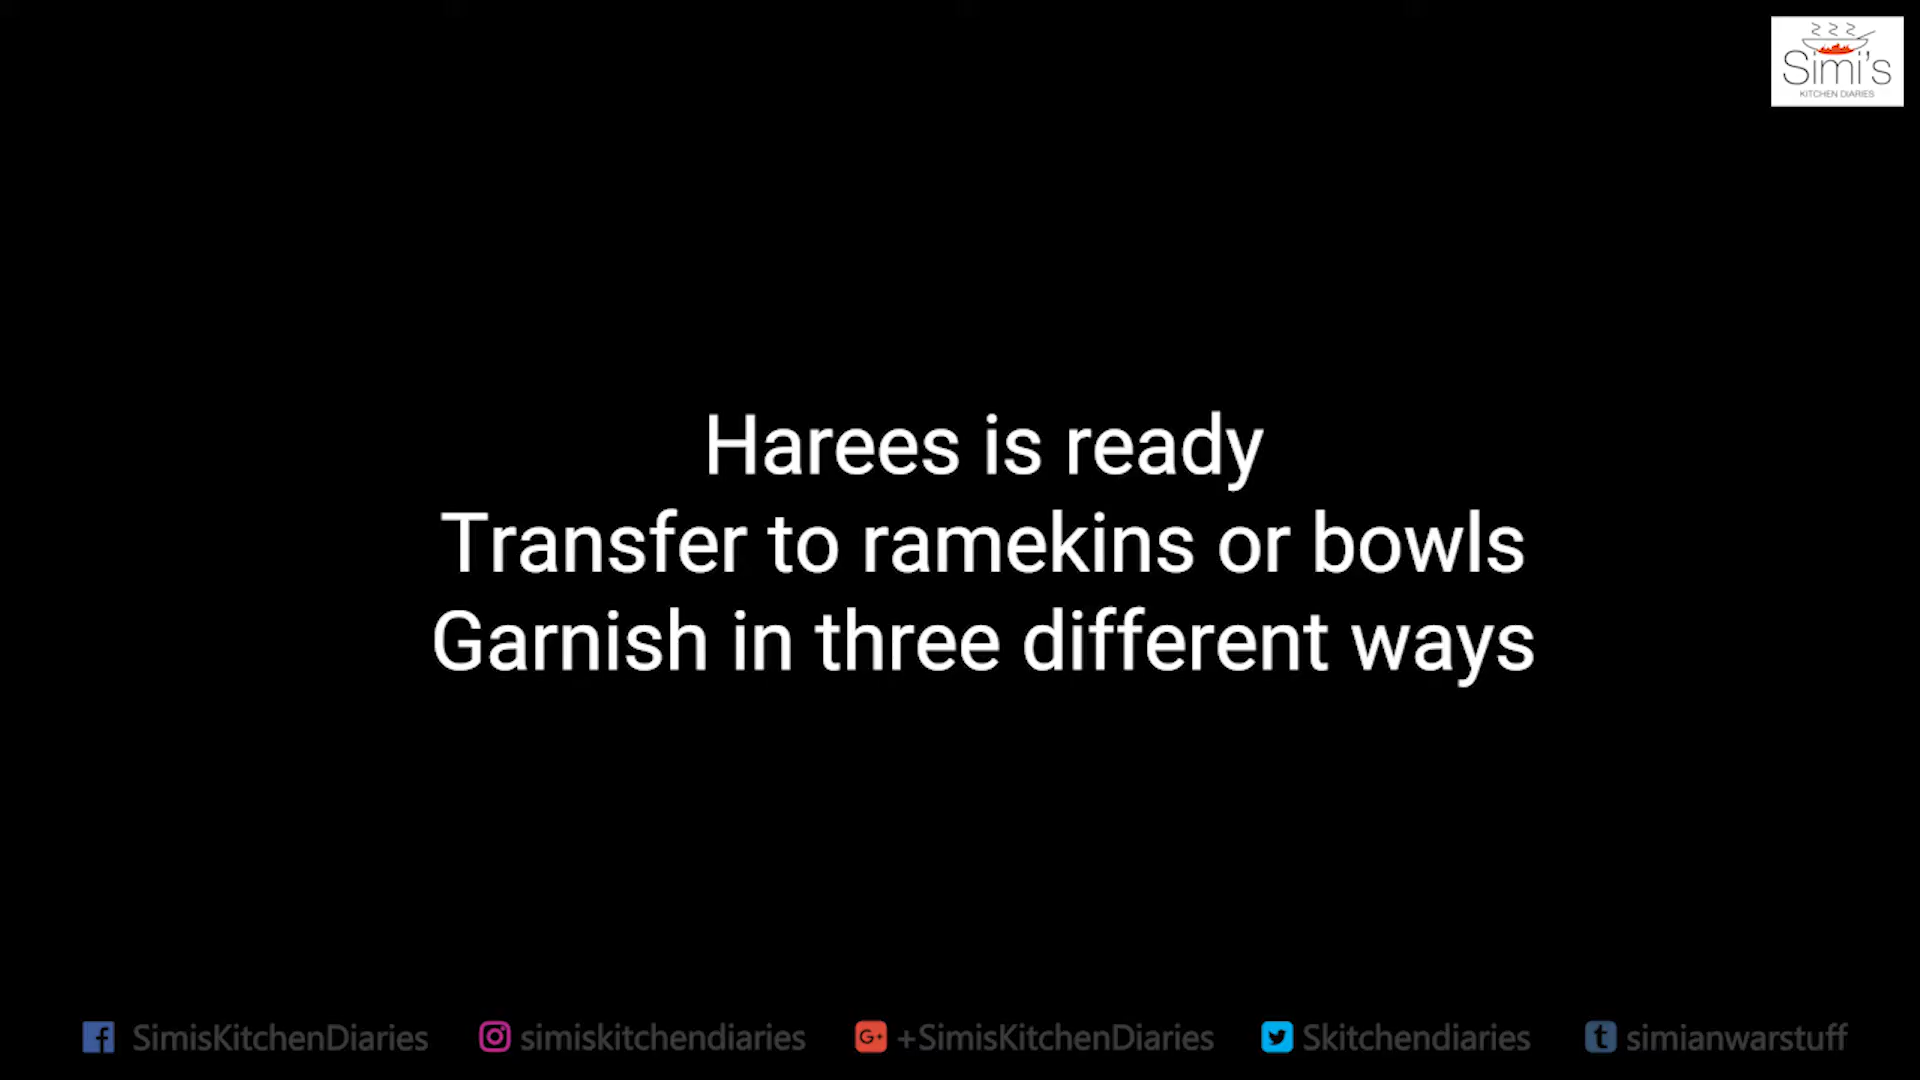 Simi's
KITCHEN DIARIES
Harees is ready
Transfer to ramekins or bowls
Garnish in three different ways
SimisKitchenDiaries
simiskitchendiaries
+SimisKitchenDiaries
Skitchendiaries
simianwarstuff